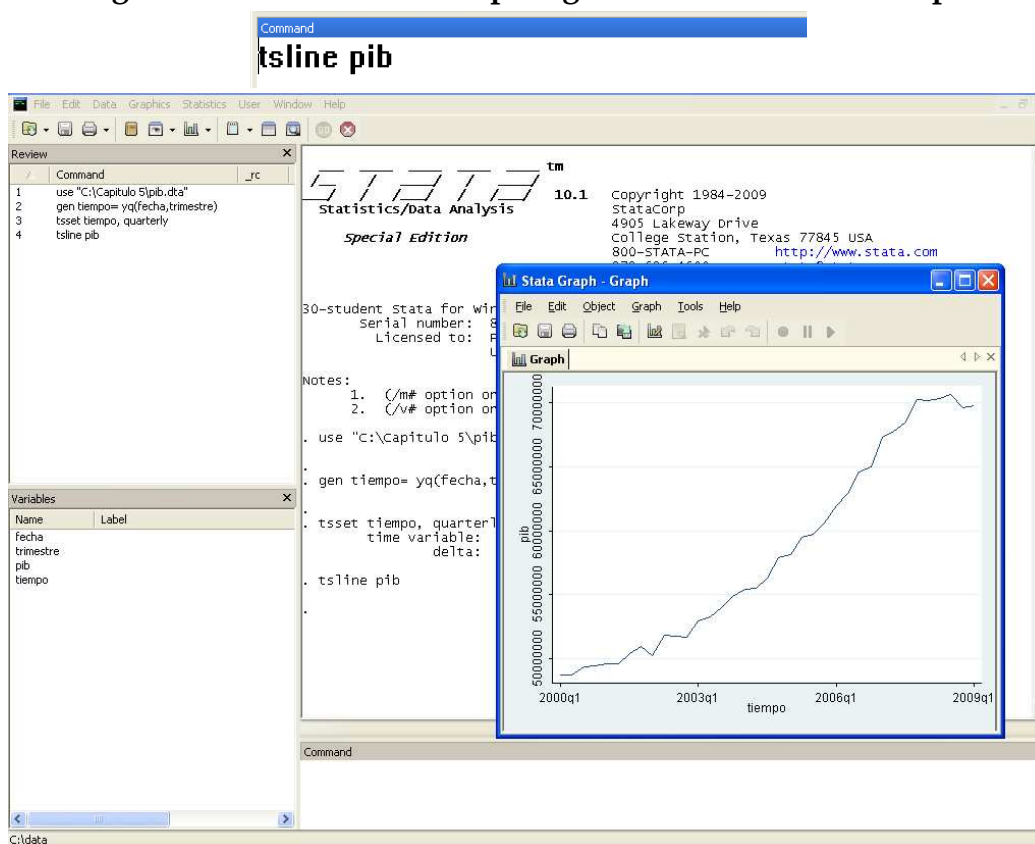 Command
tsline pib
File Edit Data Graphics Statistics User Window Help
Review
Command _rc
1 use "C:\Capitulo 5\pib.dta"
2 gen tiempo= yq(fecha,trimestre)
3 tsset tiempo, quarterly
4 tsline pib
Variables
Name Label
fecha
trimestre
pib
tiempo
C:\data
STATA tm
10.1 Copyright 1984-2009
Statistics/Data Analysis StataCorp
4905 Lakeway Drive
Special Edition College Station, Texas 77845 USA
800-STATA-PC http://www.stata.com
30-student Stata for Win
Serial number: 8
Licensed to:
Notes:
1. (/m# option on
2. (/v# option on
. use "C:\Capitulo 5\pib
.
. gen tiempo= yq(fecha,t
.
. tsset tiempo, quarterl
time variable:
delta:
. tsline pib
.
Stata Graph - Graph
File Edit Object Graph Tools Help
Graph
pib
70000000
65000000
60000000
55000000
50000000
2000q1 2003q1 2006q1 2009q1
tiempo
Command